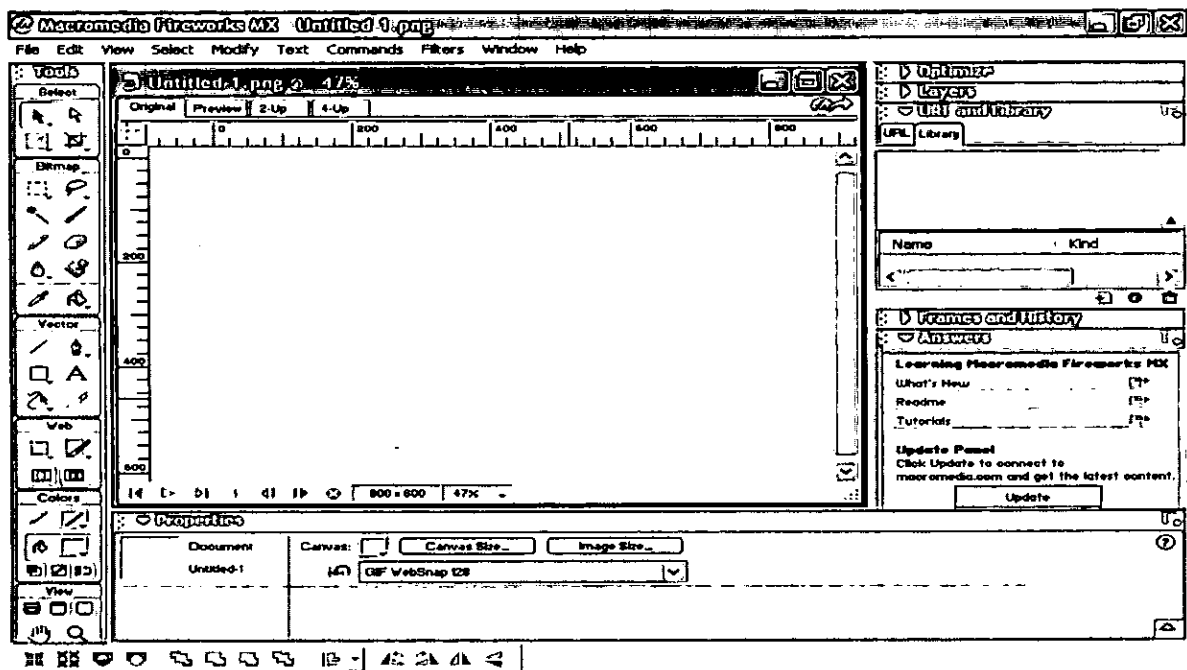 Macromedia Fireworks MX - Untitled-1.png
File Edit View Select Modify Text Commands Filters Window Help
Tools
Select
Bitmap
Vector
Web
Colors
View
Untitled-1.png @ 47%
Original Preview 2-Up 4-Up
0 200 400 600 800
0
200
400
600
800 x 600 47%
Optimize
Layers
URL and Library
URL Library
Name Kind
Frames and History
Answers
Learning Macromedia Fireworks MX
What's New
Readme
Tutorials
Update Panel
Click Update to connect to
macromedia.com and get the latest content.
Update
Properties
Document
Untitled-1
Canvas: Canvas Size... Image Size...
GIF WebSnap 128